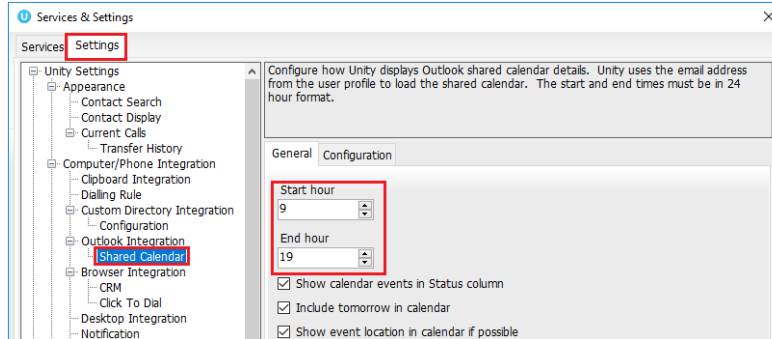 Services & Settings
Services Settings
Unity Settings
Appearance
Contact Search
Contact Display
Current Calls
Transfer History
Computer/Phone Integration
Clipboard Integration
Dialling Rule
Custom Directory Integration
Configuration
Outlook Integration
Shared Calendar
Browser Integration
CRM
Click To Dial
Desktop Integration
Notification
Configure how Unity displays Outlook shared calendar details. Unity uses the email address
from the user profile to load the shared calendar. The start and end times must be in 24
hour format.
General Configuration
Start hour
9
End hour
19
Show calendar events in Status column
Include tomorrow in calendar
Show event location in calendar if possible